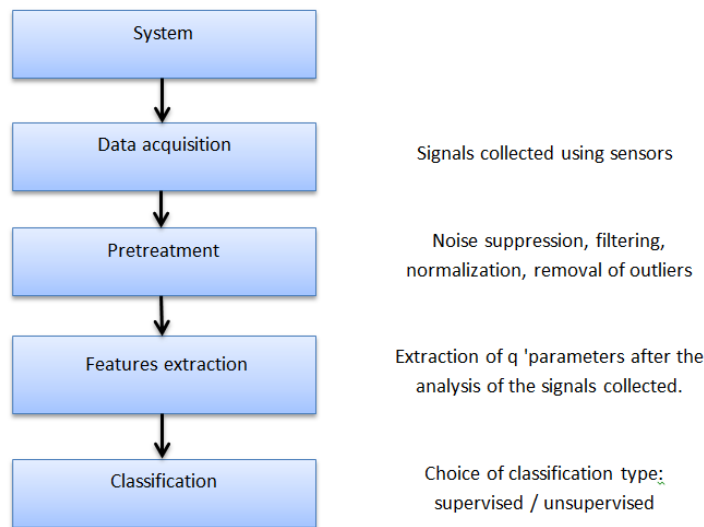 System
Data acquisition
Signals collected using sensors
Pretreatment
Noise suppression, filtering,
normalization, removal of outliers
Features extraction
Extraction of q 'parameters after the
analysis of the signals collected.
Classification
Choice of classification type:
supervised / unsupervised